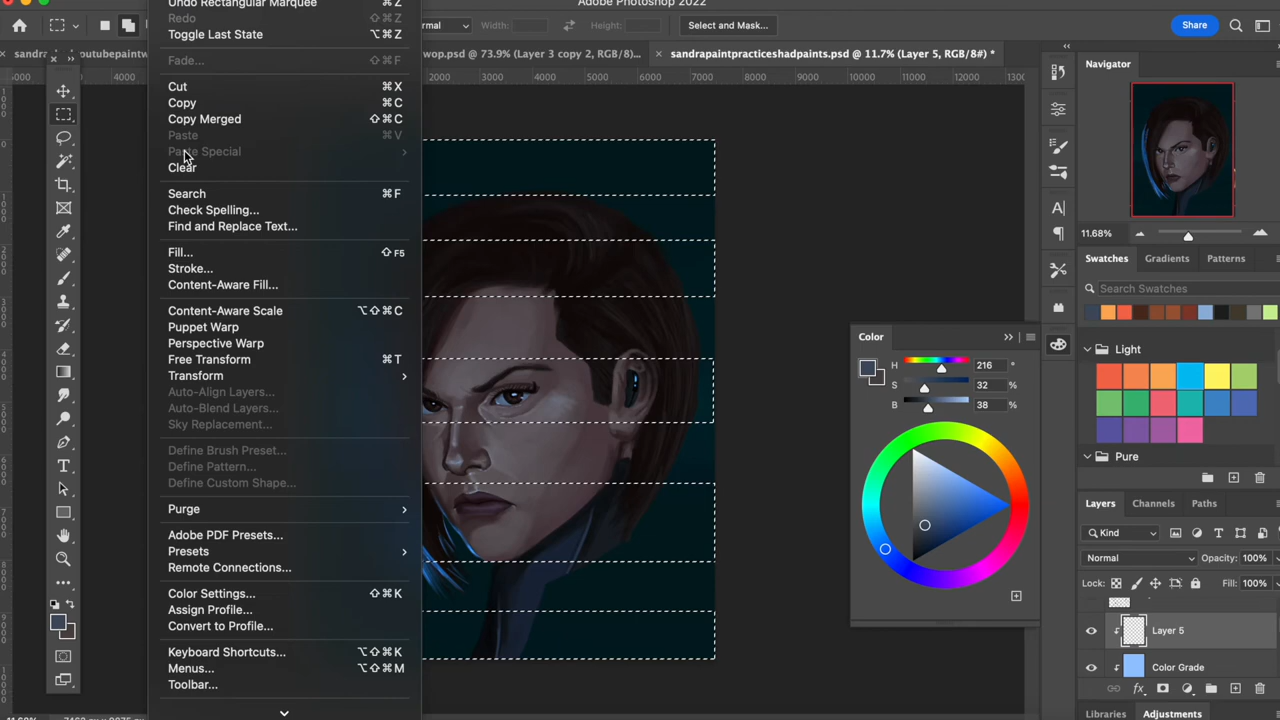 Adobe Photoshop 2022
Undo Rectangular Marquee ⌘Z
Redo ⇧⌘Z
Toggle Last State ⌥⌘Z
Fade... ⇧⌘F
Cut ⌘X
Copy ⌘C
Copy Merged ⇧⌘C
Paste ⌘V
Paste Special
Clear
Search ⌘F
Check Spelling...
Find and Replace Text...
Fill... ⇧F5
Stroke...
Content-Aware Fill...
Content-Aware Scale ⌥⇧⌘C
Puppet Warp
Perspective Warp
Free Transform ⌘T
Transform
Auto-Align Layers...
Auto-Blend Layers...
Sky Replacement...
Define Brush Preset...
Define Pattern...
Define Custom Shape...
Purge
Adobe PDF Presets...
Presets
Remote Connections...
Color Settings... ⇧⌘K
Assign Profile...
Convert to Profile...
Keyboard Shortcuts... ⌥⇧⌘K
Menus... ⌥⇧⌘M
Toolbar...
Width: Height: Select and Mask... Share
wop.psd @ 73.9% (Layer 3 copy 2, RGB/8)... sandrapaintpracticeshadpaints.psd @ 11.7% (Layer 5, RGB/8#) *
4000 2000 3000 4000 5000 6000 7000 8000 9000 10000 11000 12000
Navigator
11.68%
Swatches Gradients Patterns
Search Swatches
Light
Pure
Color
H 216 °
S 32 %
B 38 %
Layers Channels Paths
Kind
Normal Opacity: 100%
Lock: Fill: 100%
Layer 5
Color Grade
Libraries Adjustments